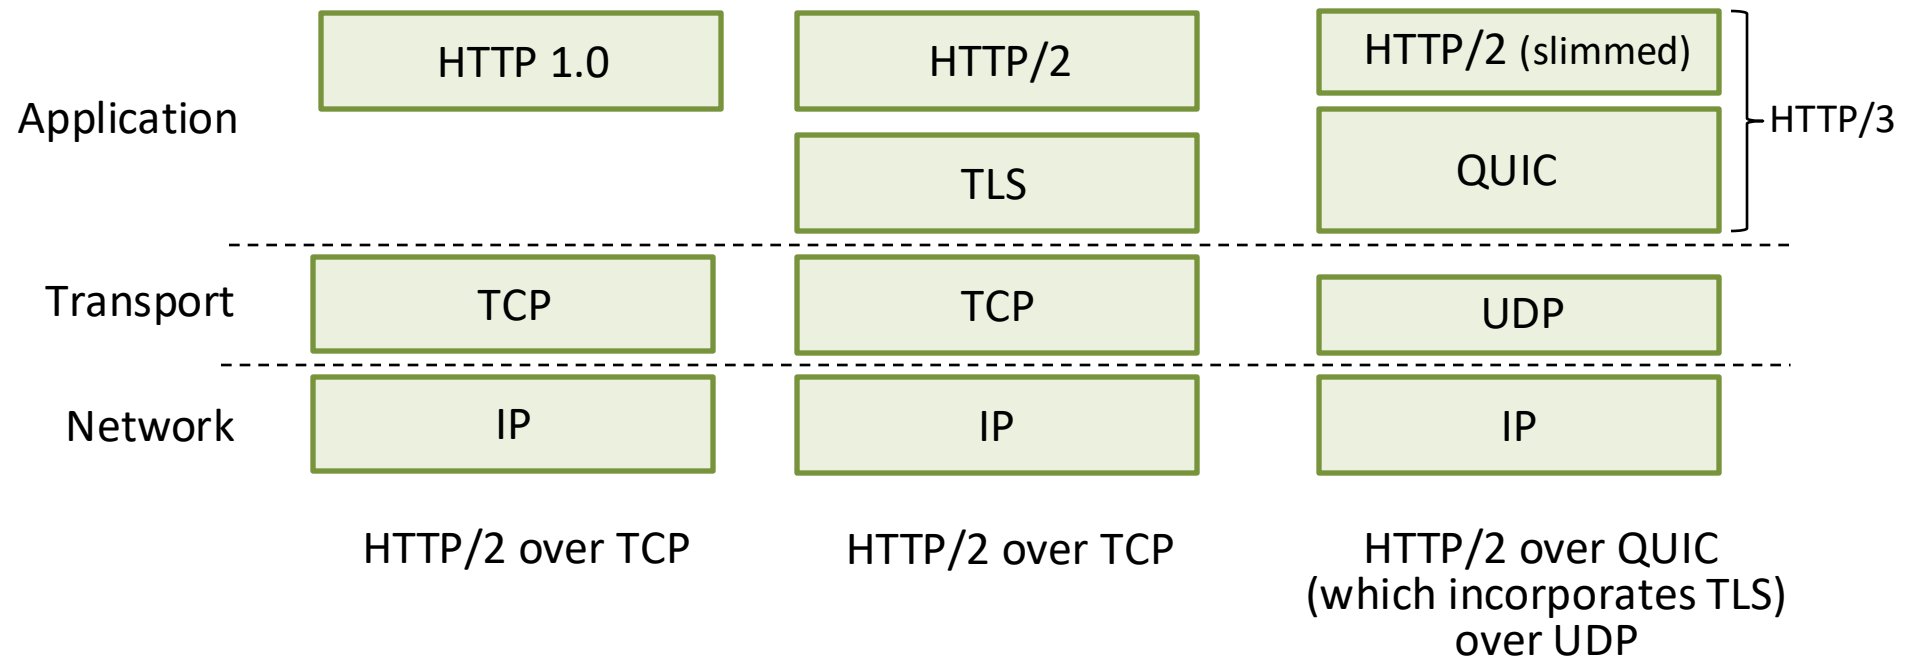 HTTP 1.0
HTTP/2
HTTP/2 (slimmed)
Application
HTTP/3
TLS
QUIC
Transport
TCP
TCP
UDP
Network
IP
IP
IP
HTTP/2 over TCP
HTTP/2 over TCP
HTTP/2 over QUIC
(which incorporates TLS)
over UDP